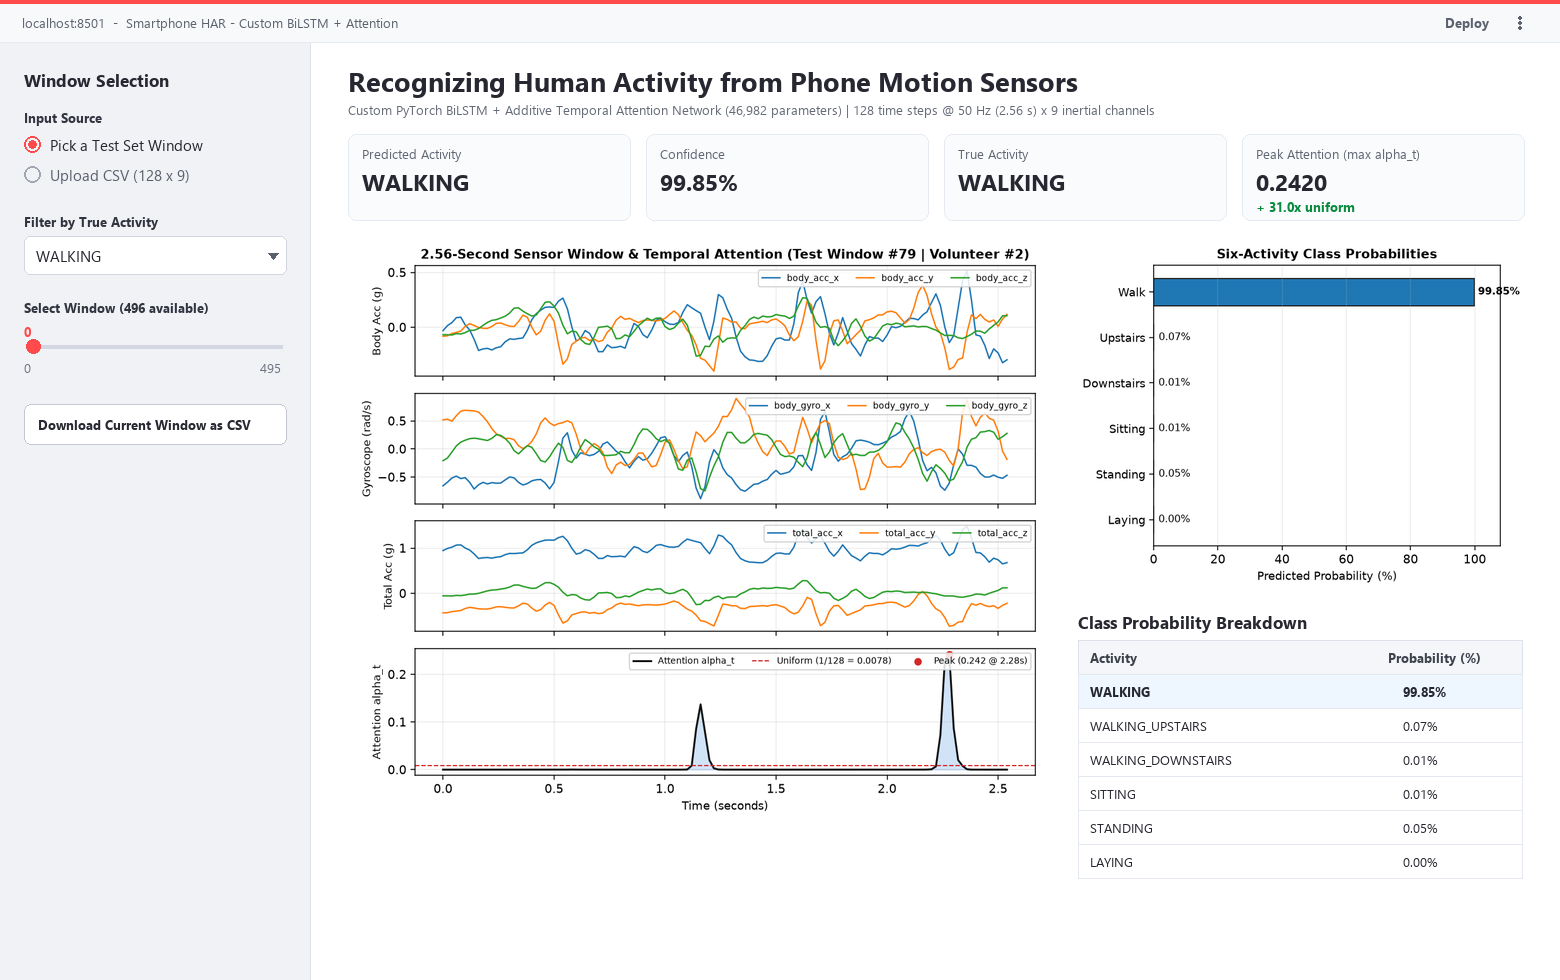 localhost:8501 - Smartphone HAR - Custom BiLSTM + Attention
Deploy
Window Selection
Input Source
Pick a Test Set Window
Upload CSV (128 x 9)
Filter by True Activity
WALKING
Select Window (496 available)
0
0 495
Download Current Window as CSV
Recognizing Human Activity from Phone Motion Sensors
Custom PyTorch BiLSTM + Additive Temporal Attention Network (46,982 parameters) | 128 time steps @ 50 Hz (2.56 s) x 9 inertial channels
Predicted Activity
WALKING
Confidence
99.85%
True Activity
WALKING
Peak Attention (max alpha_t)
0.2420
+ 31.0x uniform
2.56-Second Sensor Window & Temporal Attention (Test Window #79 | Volunteer #2)
body_acc_x body_acc_y body_acc_z
Body Acc (g)
0.5
0.0
body_gyro_x body_gyro_y body_gyro_z
Gyroscope (rad/s)
0.5
0.0
−0.5
total_acc_x total_acc_y total_acc_z
Total Acc (g)
1
0
Attention alpha_t Uniform (1/128 = 0.0078) Peak (0.242 @ 2.28s)
Attention alpha_t
0.2
0.1
0.0
0.0 0.5 1.0 1.5 2.0 2.5
Time (seconds)
Six-Activity Class Probabilities
Walk 99.85%
Upstairs 0.07%
Downstairs 0.01%
Sitting 0.01%
Standing 0.05%
Laying 0.00%
0 20 40 60 80 100
Predicted Probability (%)
Class Probability Breakdown
Activity Probability (%)
WALKING 99.85%
WALKING_UPSTAIRS 0.07%
WALKING_DOWNSTAIRS 0.01%
SITTING 0.01%
STANDING 0.05%
LAYING 0.00%